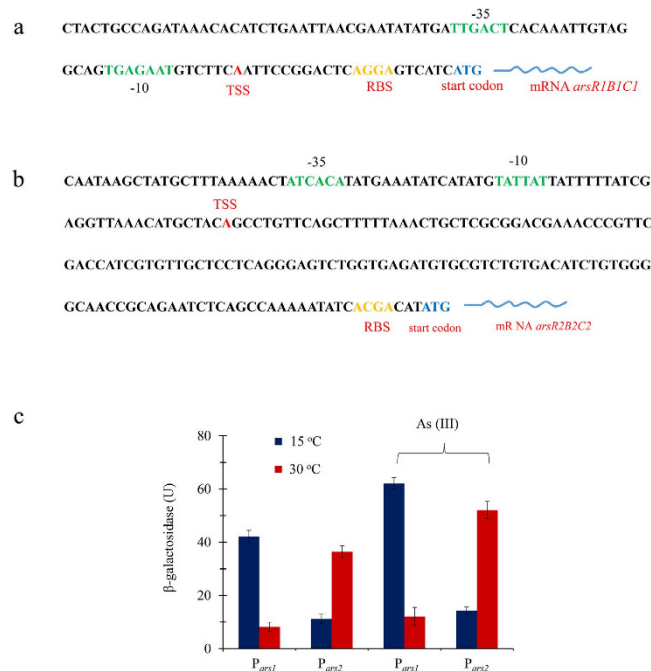 a
-35
CTACTGCCAGATAAACACATCTGAATTAACGAATATATGATTGACTCACAAATTGTAG
GCAGTGAGAATGTCTTCAATTCCGGACTCAGGAGTCATCATG
-10
TSS
RBS
start codon
mRNA arsR1B1C1
b
-35
-10
CAATAAGCTATGCTTTAAAAACTATCACATATGAAATATCATATGTATTATTATTTTTATCG
TSS
AGGTTAAACATGCTACAGCCTGTTCAGCTTTTTAAACTGCTCGCGGACGAAACCCGTTC
GACCATCGTGTTGCTCCTCAGGGAGTCTGGTGAGATGTGCGTCTGTGACATCTGTGGG
GCAACCGCAGAATCTCAGCCAAAAATATCACGACATATG
RBS
start codon
mR NA arsR2B2C2
c
As (III)
80
60
40
20
0
β-galactosidase (U)
15 °C
30 °C
Pars1
Pars2
Pars1
Pars2